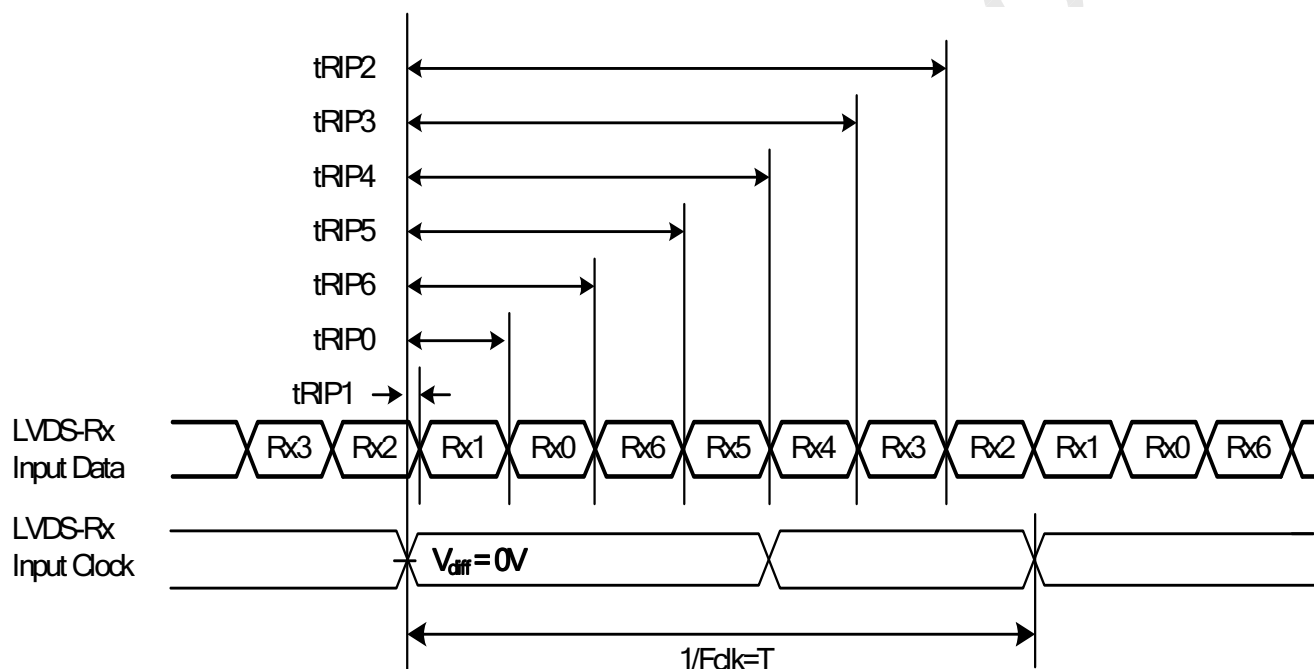 tRIP2
tRIP3
tRIP4
tRIP5
tRIP6
tRIP0
tRIP1
LVDS-Rx
Input Data
Rx3 Rx2 Rx1 Rx0 Rx6 Rx5 Rx4 Rx3 Rx2 Rx1 Rx0 Rx6
LVDS-Rx
Input Clock
Vdiff = 0V
1/Fclk=T